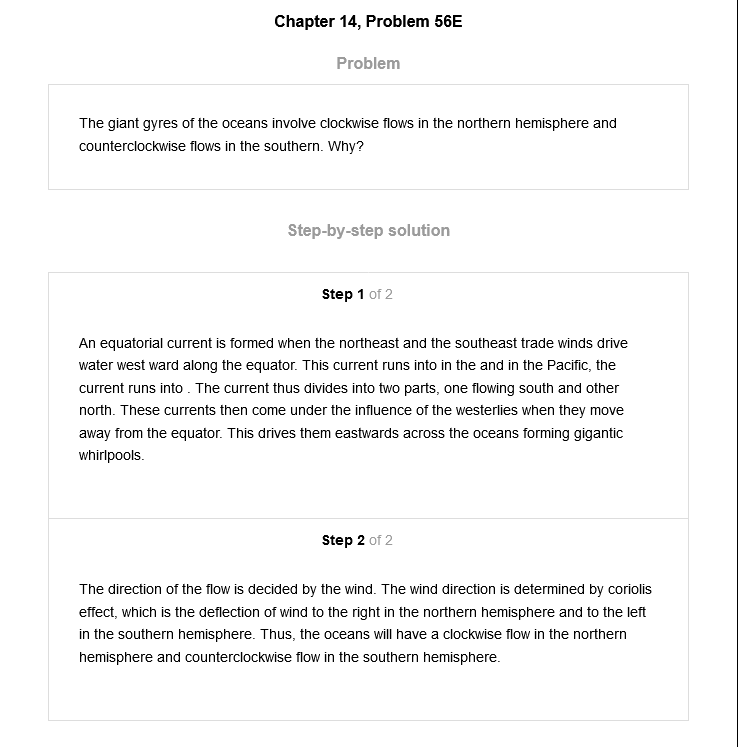 Chapter 14, Problem 56E
Problem
The giant gyres of the oceans involve clockwise flows in the northern hemisphere and
counterclockwise flows in the southern. Why?
Step-by-step solution
Step 1 of 2
An equatorial current is formed when the northeast and the southeast trade winds drive
water west ward along the equator. This current runs into in the and in the Pacific, the
current runs into . The current thus divides into two parts, one flowing south and other
north. These currents then come under the influence of the westerlies when they move
away from the equator. This drives them eastwards across the oceans forming gigantic
whirlpools.
Step 2 of 2
The direction of the flow is decided by the wind. The wind direction is determined by coriolis
effect, which is the deflection of wind to the right in the northern hemisphere and to the left
in the southern hemisphere. Thus, the oceans will have a clockwise flow in the northern
hemisphere and counterclockwise flow in the southern hemisphere.